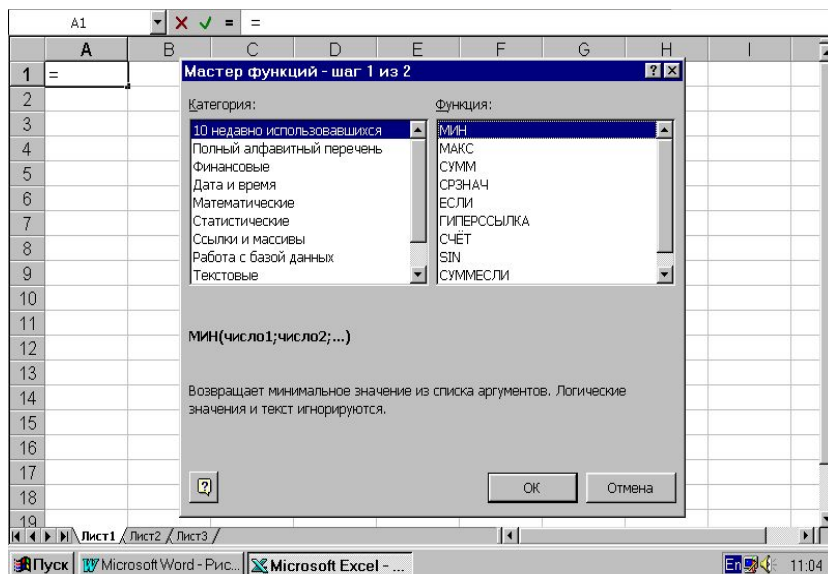 A1 = =
A B C D E F G H I
1 =
2
3
4
5
6
7
8
9
10
11
12
13
14
15
16
17
18
19
Мастер функций - шаг 1 из 2
Категория:
10 недавно использовавшихся
Полный алфавитный перечень
Финансовые
Дата и время
Математические
Статистические
Ссылки и массивы
Работа с базой данных
Текстовые
Функция:
МИН
МАКС
СУММ
СРЗНАЧ
ЕСЛИ
ГИПЕРССЫЛКА
СЧЁТ
SIN
СУММЕСЛИ
МИН(число1;число2;...)
Возвращает минимальное значение из списка аргументов. Логические
значения и текст игнорируются.
ОК Отмена
Лист1 Лист2 Лист3
Пуск Microsoft Word - Рис... Microsoft Excel - ... En 11:04